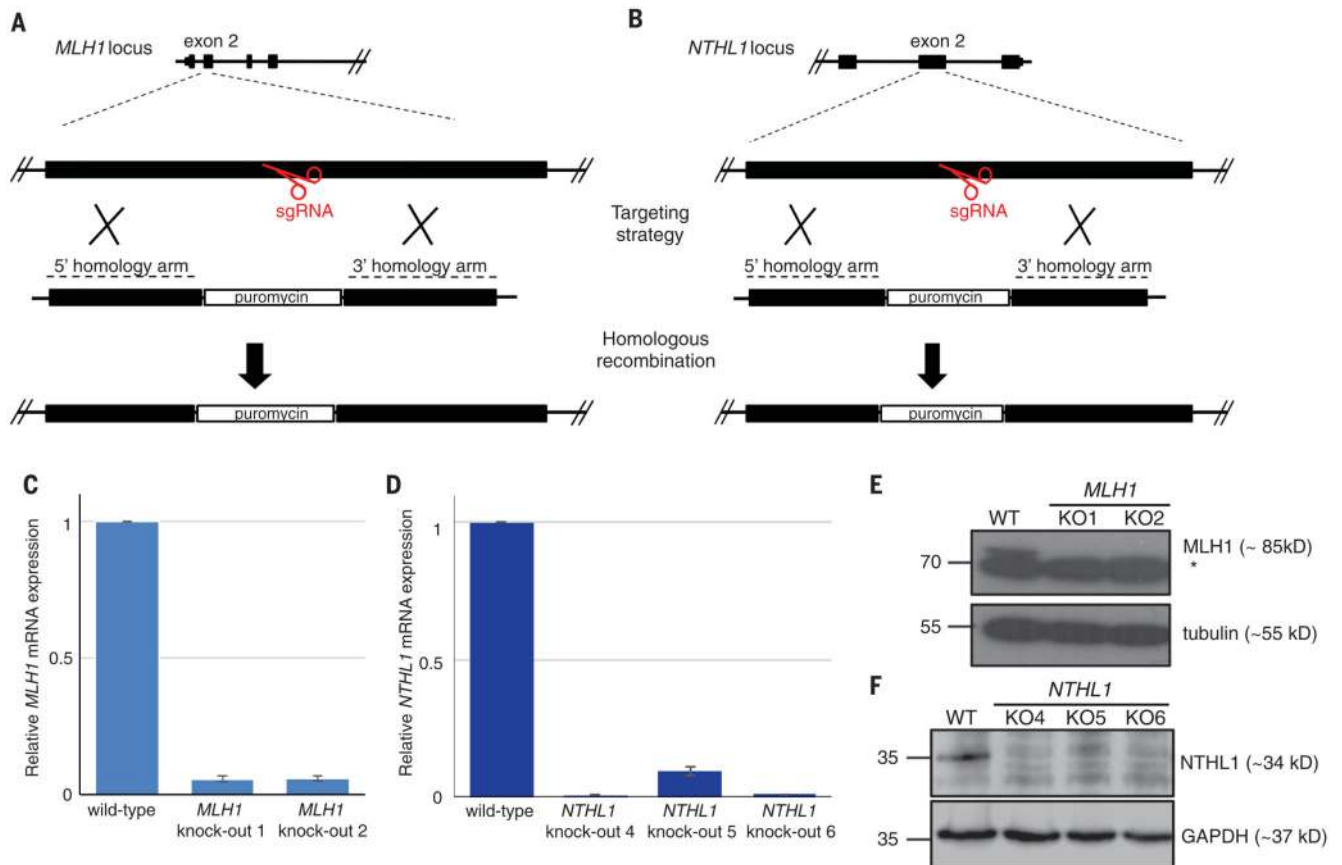 A
MLH1 locus
exon 2
sgRNA
5' homology arm
3' homology arm
puromycin
puromycin
Targeting
strategy
Homologous
recombination
B
NTHL1 locus
exon 2
sgRNA
5' homology arm
3' homology arm
puromycin
puromycin
C
Relative MLH1 mRNA expression
1
0.5
0
wild-type
MLH1
knock-out 1
MLH1
knock-out 2
D
Relative NTHL1 mRNA expression
1
0.5
0
wild-type
NTHL1
knock-out 4
NTHL1
knock-out 5
NTHL1
knock-out 6
E
MLH1
WT KO1 KO2
70
MLH1 (~ 85kD)
*
55
tubulin (~55 kD)
F
NTHL1
WT KO4 KO5 KO6
35
NTHL1 (~34 kD)
35
GAPDH (~37 kD)